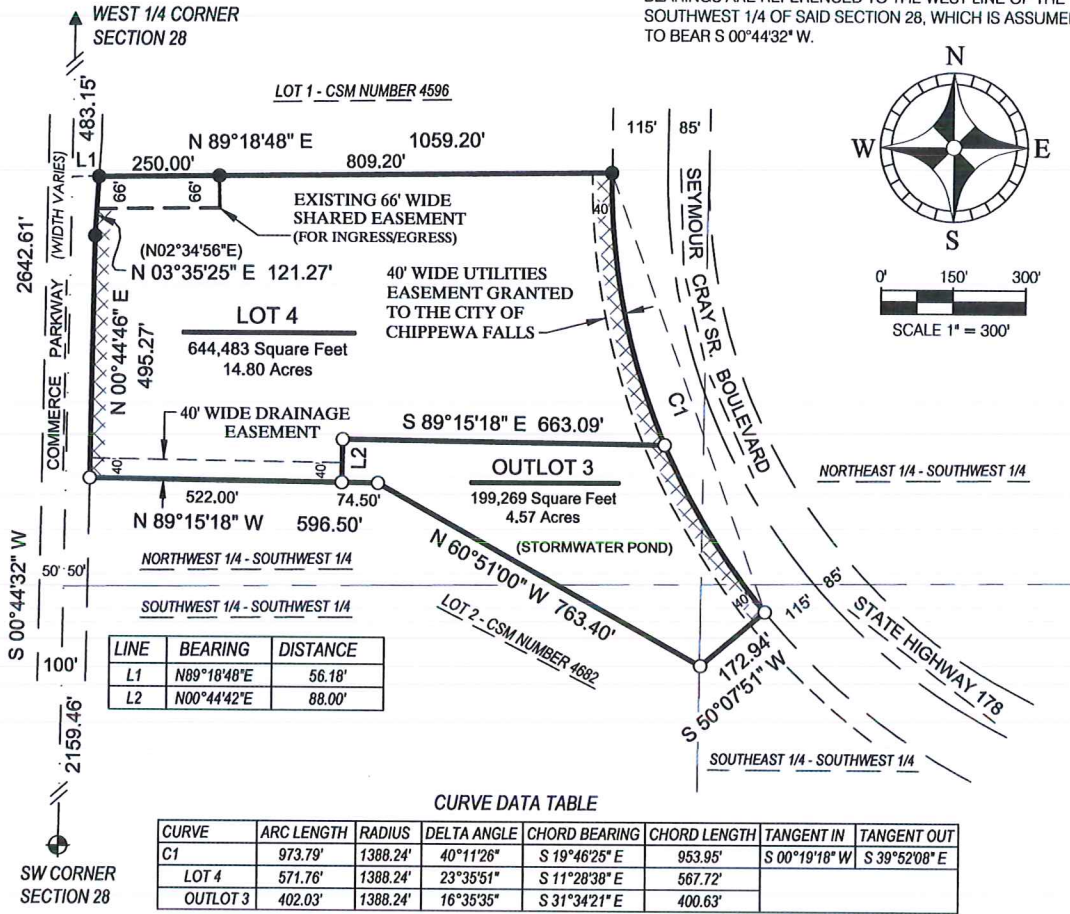 BEARINGS ARE REFERENCED TO THE WEST LINE OF THE
SOUTHWEST 1/4 OF SAID SECTION 28, WHICH IS ASSUME
TO BEAR S 00°44'32" W.
WEST 1/4 CORNER
SECTION 28
LOT 1 - CSM NUMBER 4596
N
W
E
S
0' 150' 300'
SCALE 1" = 300'
483.15'
L1
N 89°18'48" E 1059.20'
250.00' 809.20'
115' 85'
66' 66'
EXISTING 66' WIDE
SHARED EASEMENT
(FOR INGRESS/EGRESS)
40'
(N02°34'56"E)
N 03°35'25" E 121.27'
2642.61'
COMMERCE PARKWAY (WIDTH VARIES)
N 00°44'46" E
495.27'
LOT 4
644,483 Square Feet
14.80 Acres
40' WIDE UTILITIES
EASEMENT GRANTED
TO THE CITY OF
CHIPPEWA FALLS
SEYMOUR CRAY SR. BOULEVARD
C1
40' WIDE DRAINAGE
EASEMENT
40'
40'
L2
S 89°15'18" E 663.09'
OUTLOT 3
199,269 Square Feet
4.57 Acres
(STORMWATER POND)
NORTHEAST 1/4 - SOUTHWEST 1/4
522.00' 74.50'
N 89°15'18" W 596.50'
N 60°51'00" W 763.40'
NORTHWEST 1/4 - SOUTHWEST 1/4
50' 50'
SOUTHWEST 1/4 - SOUTHWEST 1/4
S 00°44'32" W
LOT 2 - CSM NUMBER 4682
40'
115' 85'
STATE HIGHWAY 178
172.94'
S 50°07'51" W
SOUTHEAST 1/4 - SOUTHWEST 1/4
LINE BEARING DISTANCE
L1 N89°18'48"E 56.18'
L2 N00°44'42"E 88.00'
100'
2159.46'
SW CORNER
SECTION 28
CURVE DATA TABLE
CURVE ARC LENGTH RADIUS DELTA ANGLE CHORD BEARING CHORD LENGTH TANGENT IN TANGENT OUT
C1 973.79' 1388.24' 40°11'26" S 19°46'25" E 953.95' S 00°19'18" W S 39°52'08" E
LOT 4 571.76' 1388.24' 23°35'51" S 11°28'38" E 567.72'
OUTLOT 3 402.03' 1388.24' 16°35'35" S 31°34'21" E 400.63'